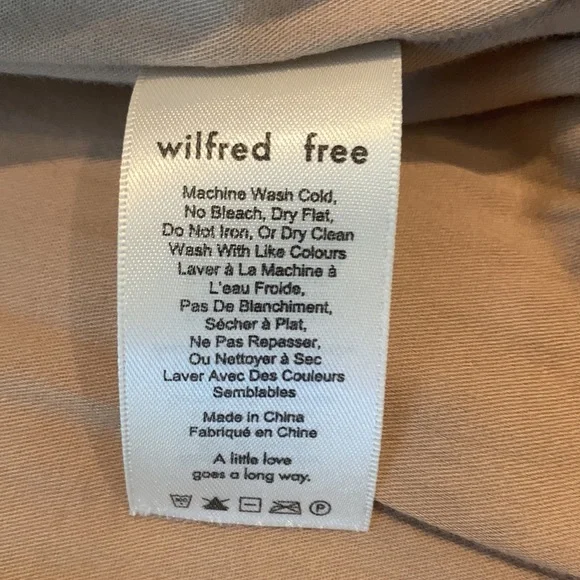 wilfred free
Machine Wash Cold,
No Bleach, Dry Flat,
Do Not Iron, Or Dry Clean
Wash With Like Colours
Laver à La Machine à
L'eau Froide,
Pas De Blanchiment,
Sécher à Plat,
Ne Pas Repasser,
Ou Nettoyer à Sec
Laver Avec Des Couleurs
Semblables
Made in China
Fabriqué en Chine
A little love
goes a long way.
P